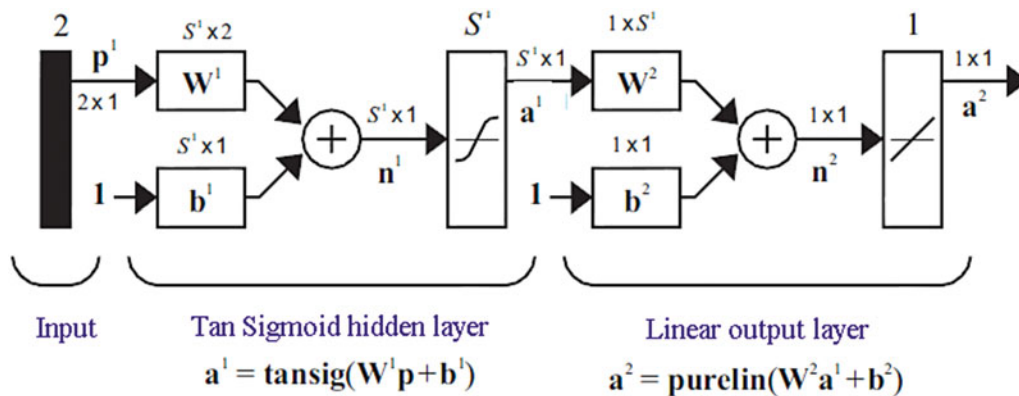 2
S¹
1
p¹
S¹x2
W¹
2x1
S¹x1
n¹
S¹x1
a¹
1xS¹
W²
1x1
n²
1x1
a²
1
S¹x1
b¹
1
1x1
b²
Input
Tan Sigmoid hidden layer
Linear output layer
a¹ = tansig(W¹p+b¹)
a² = purelin(W²a¹+b²)